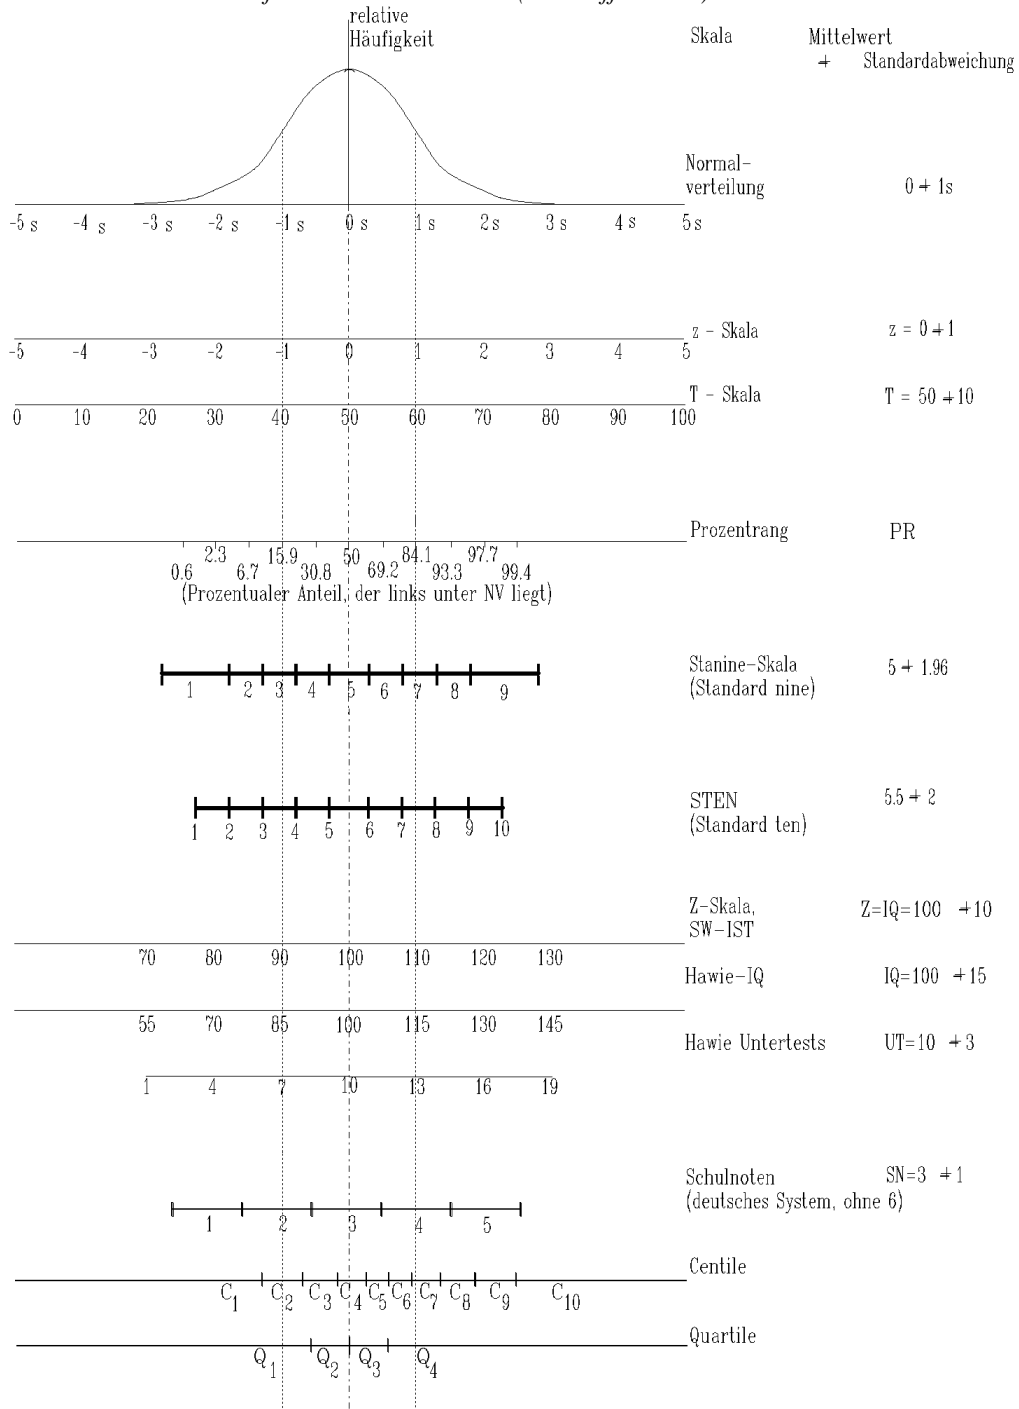 relative
Häufigkeit
Skala Mittelwert
+ Standardabweichung
Normal-
verteilung 0 + 1s
-5 s -4 s -3 s -2 s -1 s 0 s 1 s 2 s 3 s 4 s 5 s
z - Skala z = 0 + 1
-5 -4 -3 -2 -1 0 1 2 3 4 5
T - Skala T = 50 + 10
0 10 20 30 40 50 60 70 80 90 100
Prozentrang PR
2.3 15.9 50 84.1 97.7
0.6 6.7 30.8 69.2 93.3 99.4
(Prozentualer Anteil, der links unter NV liegt)
Stanine-Skala 5 + 1.96
(Standard nine)
1 2 3 4 5 6 7 8 9
STEN 5.5 + 2
(Standard ten)
1 2 3 4 5 6 7 8 9 10
Z-Skala, Z=IQ=100 +10
SW-IST
70 80 90 100 110 120 130
Hawie-IQ IQ=100 +15
55 70 85 100 115 130 145
Hawie Untertests UT=10 +3
1 4 7 10 13 16 19
Schulnoten SN=3 +1
(deutsches System, ohne 6)
1 2 3 4 5
Centile
C1 C2 C3 C4 C5 C6 C7 C8 C9 C10
Quartile
Q1 Q2 Q3 Q4